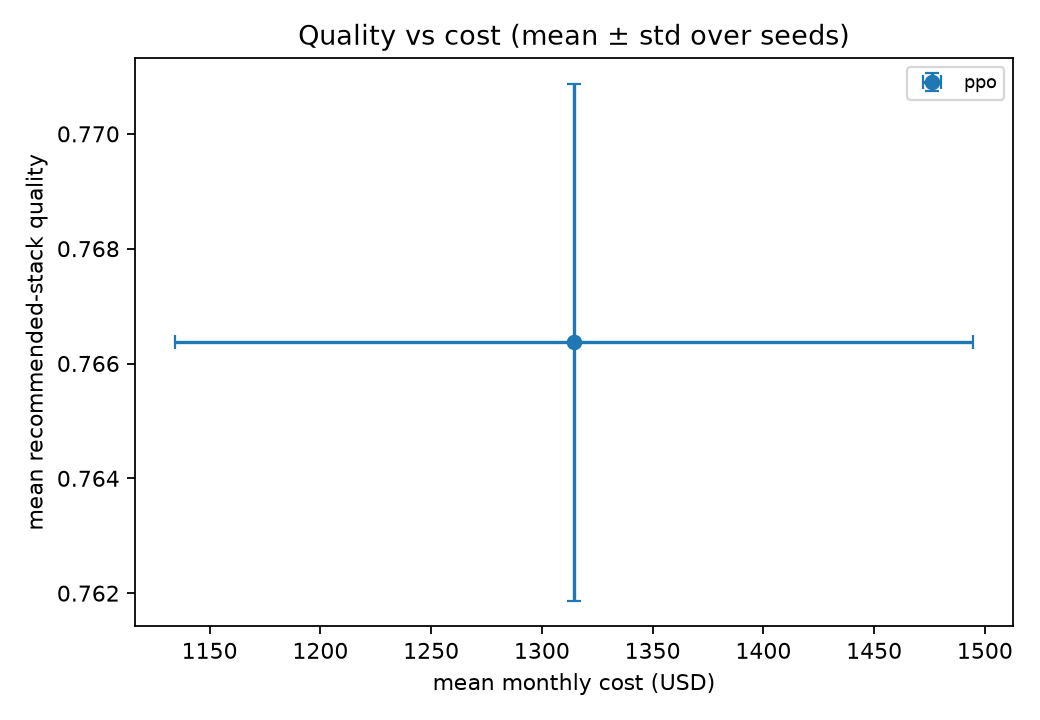 Quality vs cost (mean ± std over seeds)
ppo
mean recommended-stack quality
0.770
0.768
0.766
0.764
0.762
1150 1200 1250 1300 1350 1400 1450 1500
mean monthly cost (USD)